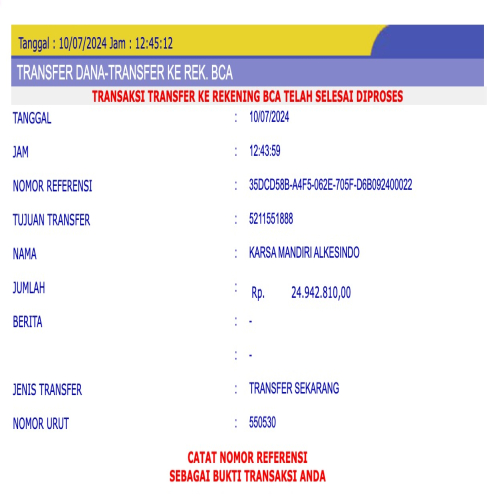 Tanggal : 10/07/2024 Jam : 12:45:12
TRANSFER DANA-TRANSFER KE REK. BCA
TRANSAKSI TRANSFER KE REKENING BCA TELAH SELESAI DIPROSES
TANGGAL : 10/07/2024
JAM : 12:43:59
NOMOR REFERENSI : 35DCD58B-A4F5-062E-705F-D6B092400022
TUJUAN TRANSFER : 5211551888
NAMA : KARSA MANDIRI ALKESINDO
JUMLAH : Rp. 24.942.810,00
BERITA : -
: -
JENIS TRANSFER : TRANSFER SEKARANG
NOMOR URUT : 550530
CATAT NOMOR REFERENSI
SEBAGAI BUKTI TRANSAKSI ANDA